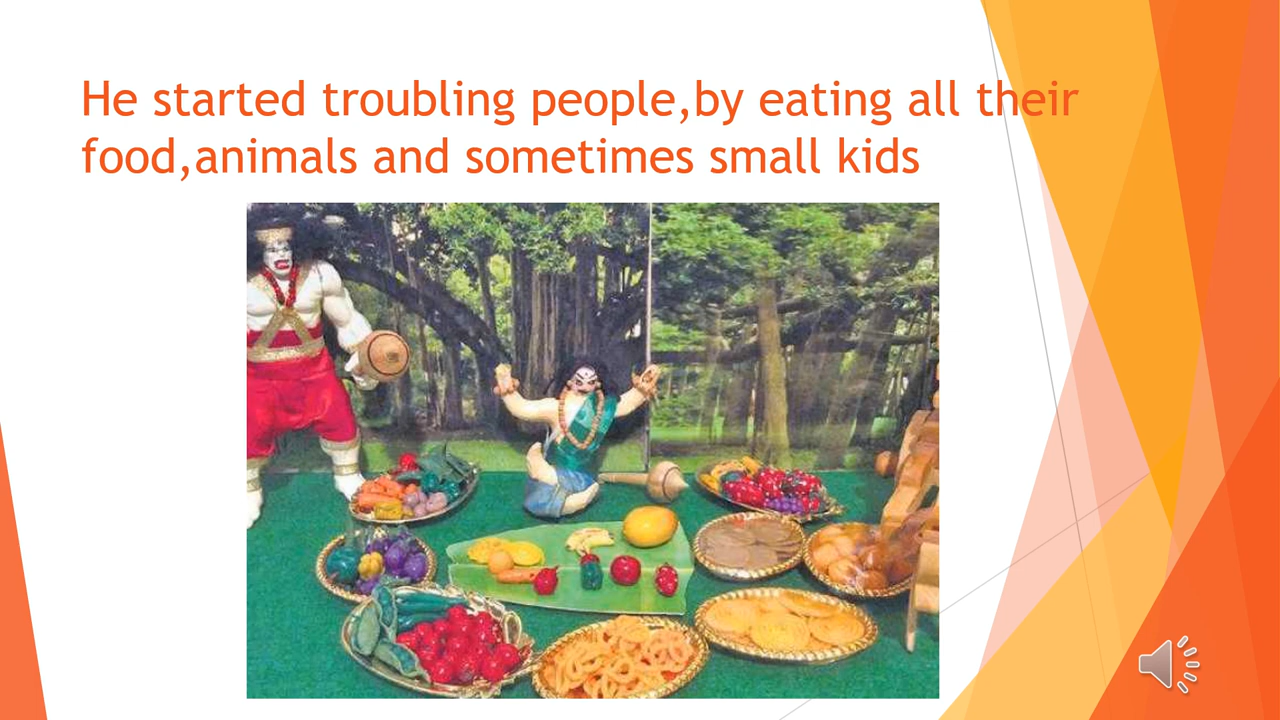 He started troubling people,by eating all their
food,animals and sometimes small kids